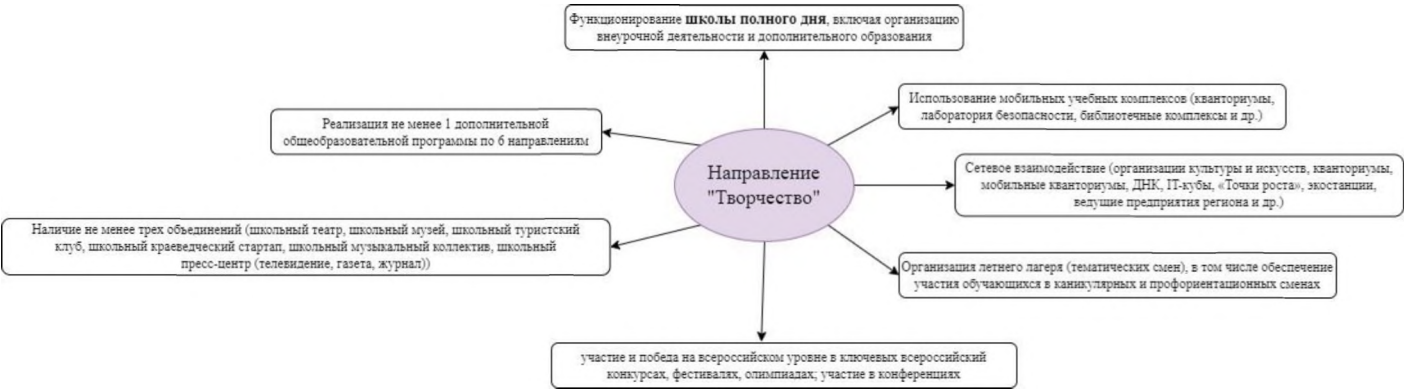 Функционирование школы полного дня, включая организацию
внеурочной деятельности и дополнительного образования
Использование мобильных учебных комплексов (кванториумы,
лаборатория безопасности, библиотечные комплексы и др.)
Реализация не менее 1 дополнительной
общеобразовательной программы по 6 направлениям
Направление
"Творчество"
Сетевое взаимодействие (организации культуры и искусств, кванториумы,
мобильные кванториумы, ДНК, IT-кубы, «Точки роста», экостанции,
ведущие предприятия региона и др.)
Наличие не менее трех объединений (школьный театр, школьный музей, школьный туристский
клуб, школьный краеведческий стартап, школьный музыкальный коллектив, школьный
пресс-центр (телевидение, газета, журнал))
Организация летнего лагеря (тематических смен), в том числе обеспечение
участия обучающихся в каникулярных и профориентационных сменах
участие и победа на всероссийском уровне в ключевых всероссийский
конкурсах, фестивалях, олимпиадах; участие в конференциях